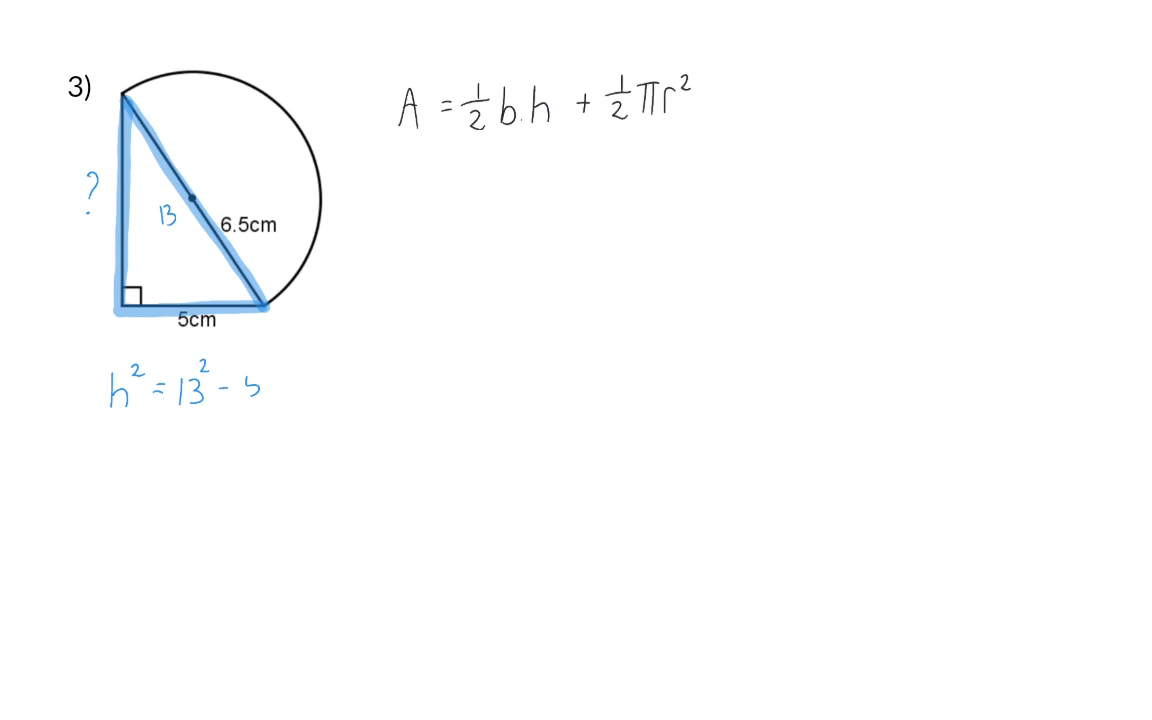 3)
A = 1/2 b.h + 1/2 πr²
?
13
6.5cm
5cm
h² = 13² - 5